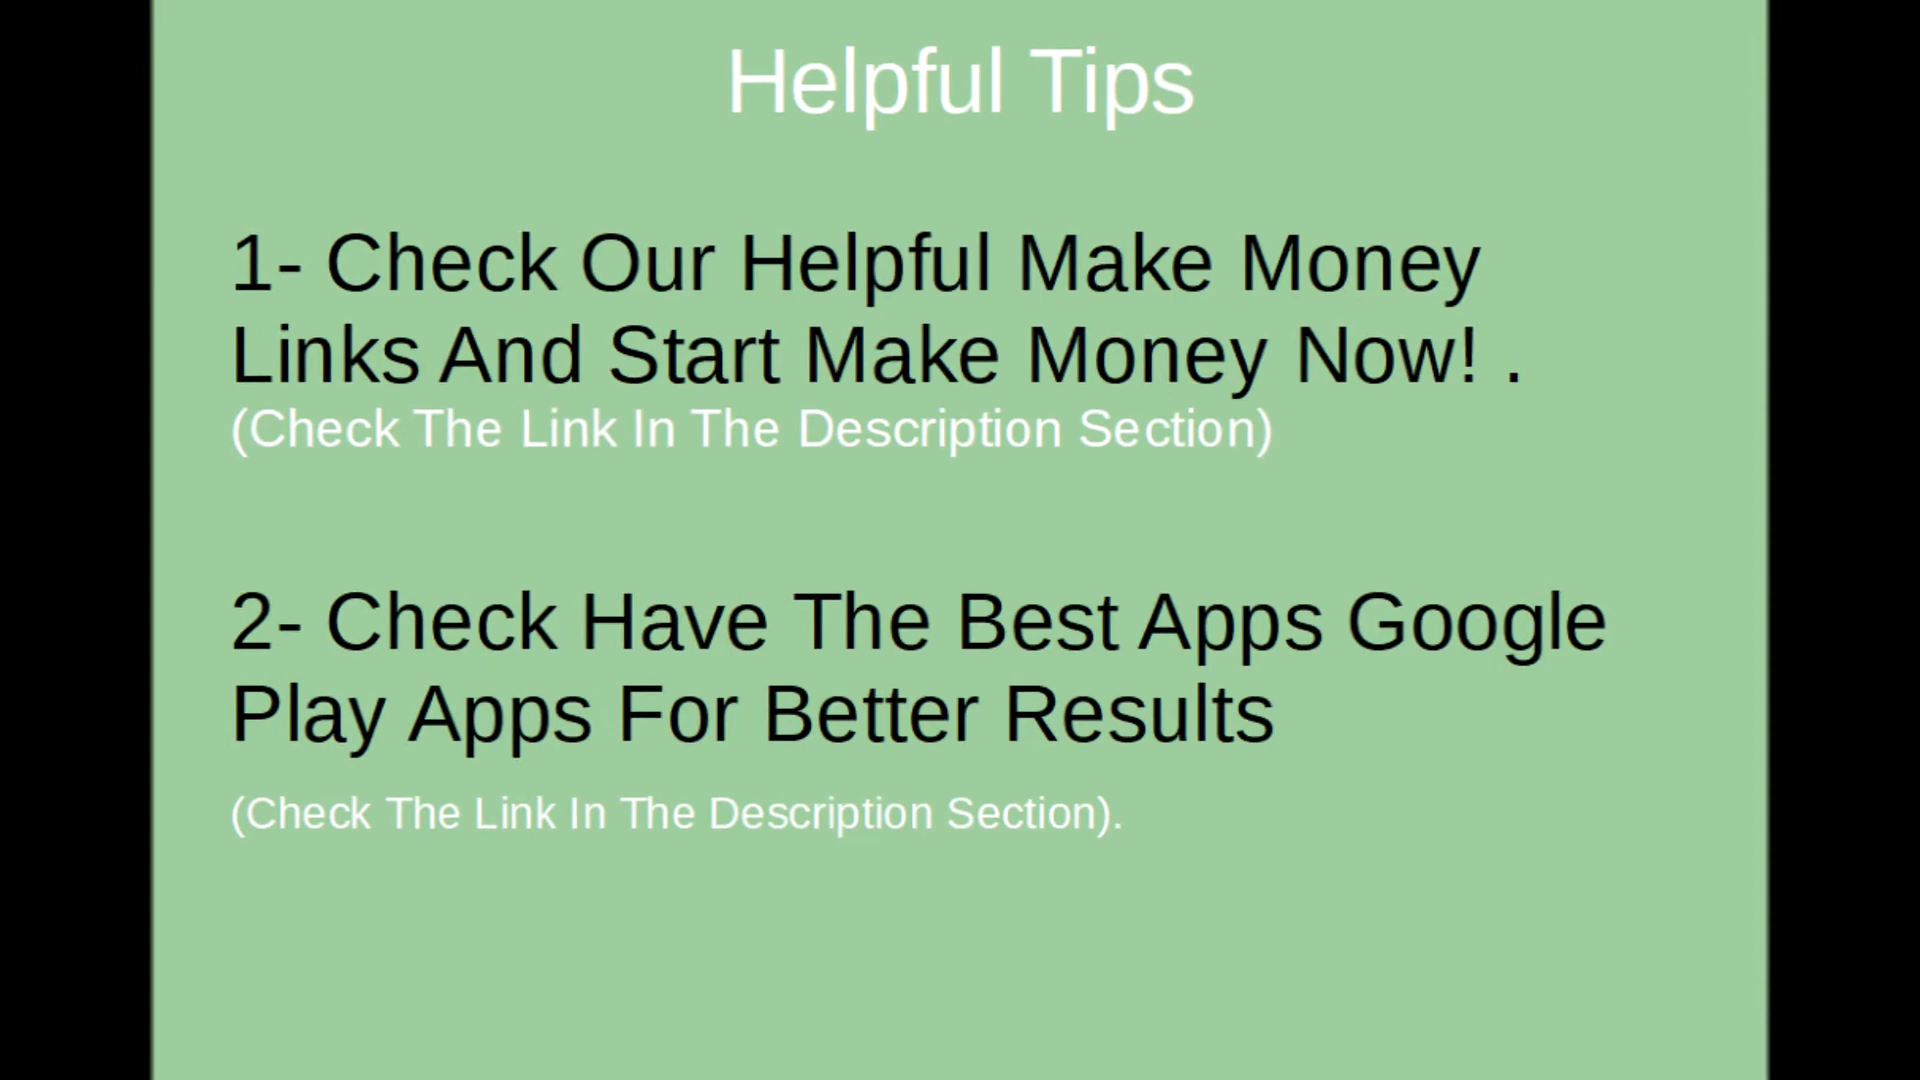 Helpful Tips
1- Check Our Helpful Make Money
Links And Start Make Money Now! .
(Check The Link In The Description Section)
2- Check Have The Best Apps Google
Play Apps For Better Results
(Check The Link In The Description Section).